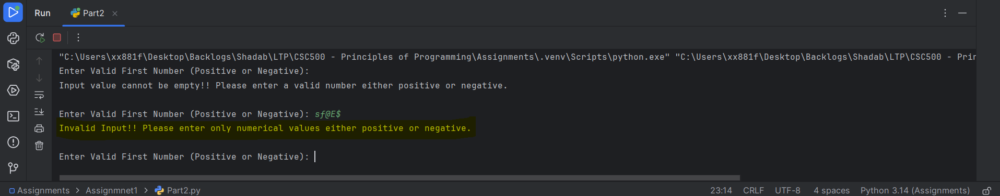 Run Part2
"C:\Users\xx881f\Desktop\Backlogs\Shadab\LTP\CSC500 - Principles of Programming\Assignments\.venv\Scripts\python.exe" "C:\Users\xx881f\Desktop\Backlogs\Shadab\LTP\CSC500 - Prin
Enter Valid First Number (Positive or Negative):
Input value cannot be empty!! Please enter a valid number either positive or negative.
Enter Valid First Number (Positive or Negative): sf@E$
Invalid Input!! Please enter only numerical values either positive or negative.
Enter Valid First Number (Positive or Negative):
Assignments > Assignmnet1 > Part2.py 23:14 CRLF UTF-8 4 spaces Python 3.14 (Assignments)